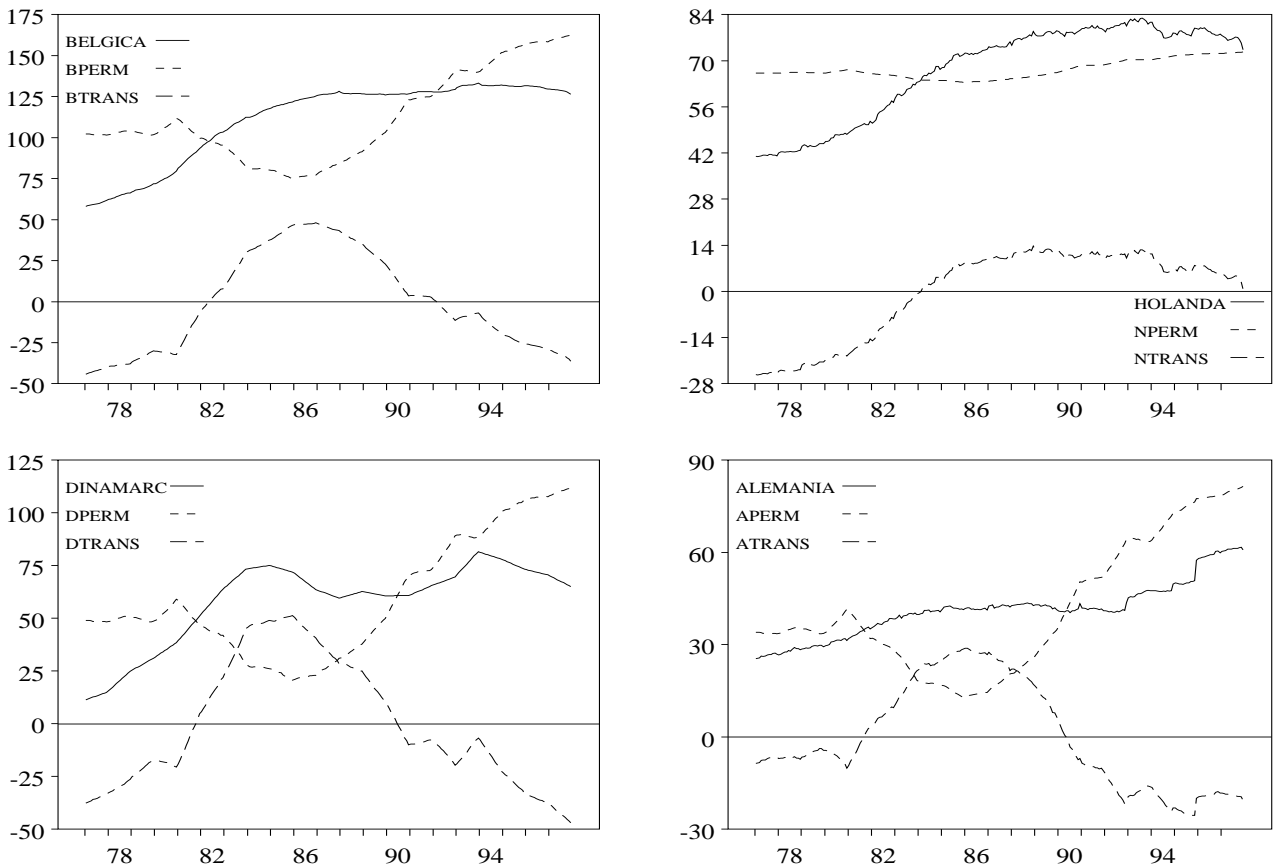 175
150
125
100
75
50
25
0
-25
-50
BELGICA
BPERM
BTRANS
78 82 86 90 94
84
70
56
42
28
14
0
-14
-28
HOLANDA
NPERM
NTRANS
78 82 86 90 94
125
100
75
50
25
0
-25
-50
DINAMARC
DPERM
DTRANS
78 82 86 90 94
90
60
30
0
-30
ALEMANIA
APERM
ATRANS
78 82 86 90 94